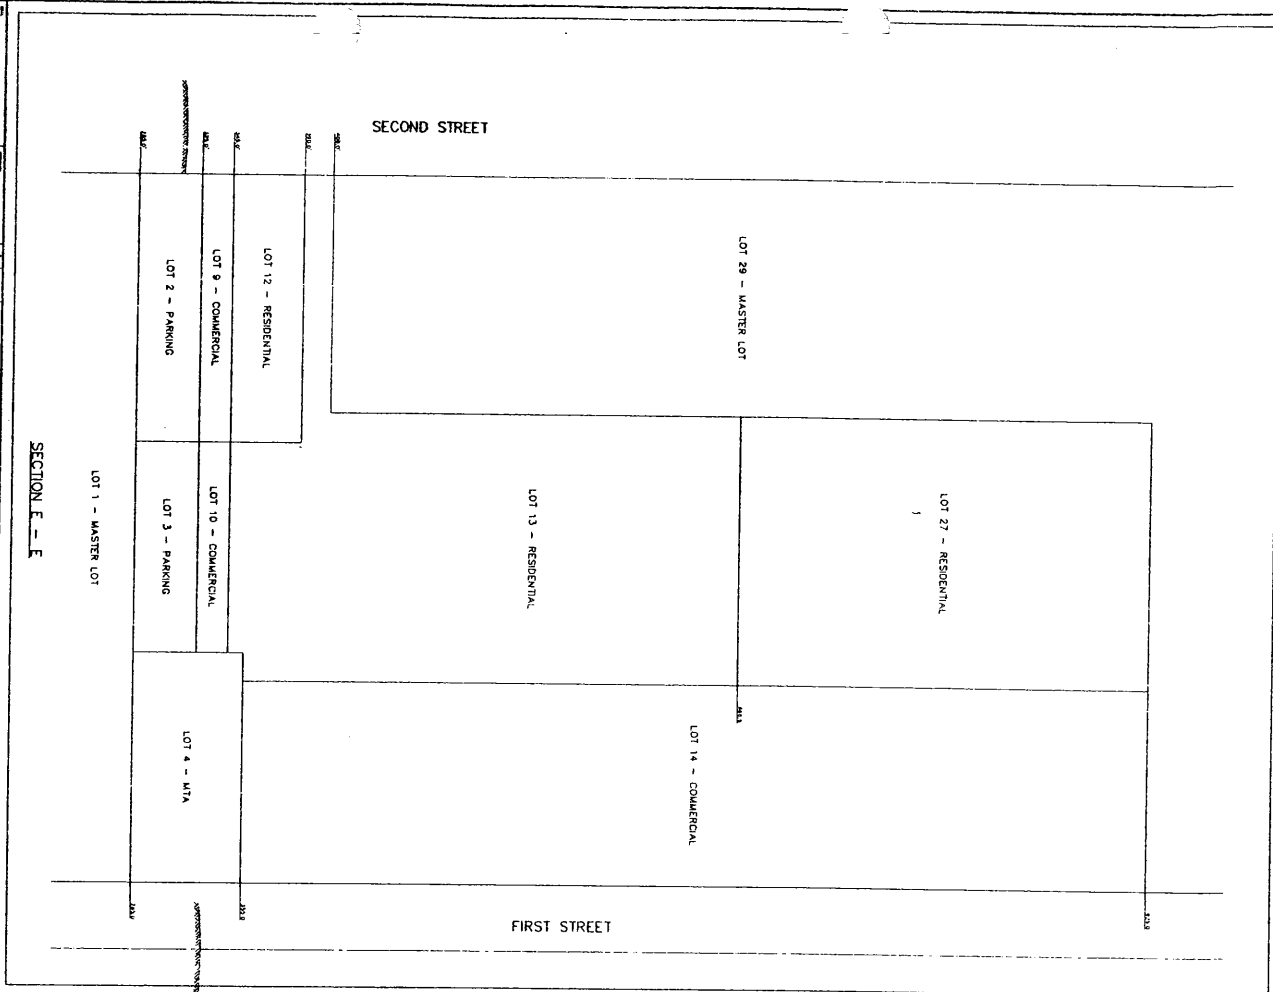 SECOND STREET
LOT 29 - MASTER LOT
LOT 12 - RESIDENTIAL
LOT 9 - COMMERCIAL
LOT 2 - PARKING
LOT 27 - RESIDENTIAL
LOT 13 - RESIDENTIAL
LOT 10 - COMMERCIAL
LOT 3 - PARKING
LOT 1 - MASTER LOT
SECTION E - E
LOT 14 - COMMERCIAL
LOT 4 - MTA
FIRST STREET